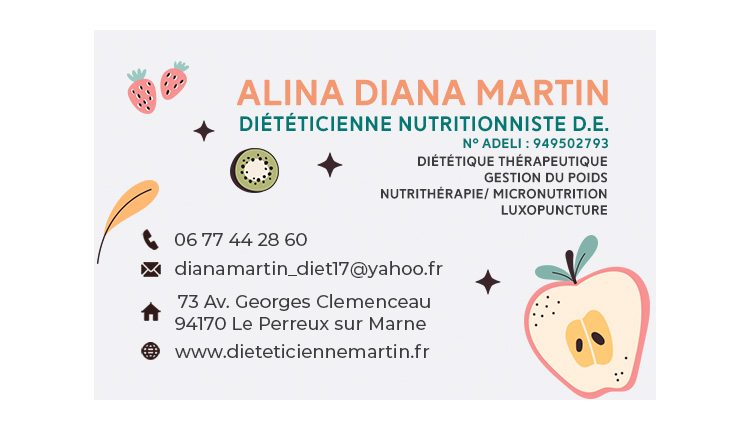 ALINA DIANA MARTIN
DIÉTÉTICIENNE NUTRITIONNISTE D.E.
N° ADELI : 949502793
DIÉTÉTIQUE THÉRAPEUTIQUE
GESTION DU POIDS
NUTRITHÉRAPIE/ MICRONUTRITION
LUXOPUNCTURE
06 77 44 28 60
dianamartin_diet17@yahoo.fr
73 Av. Georges Clemenceau
94170 Le Perreux sur Marne
www.dieteticiennemartin.fr